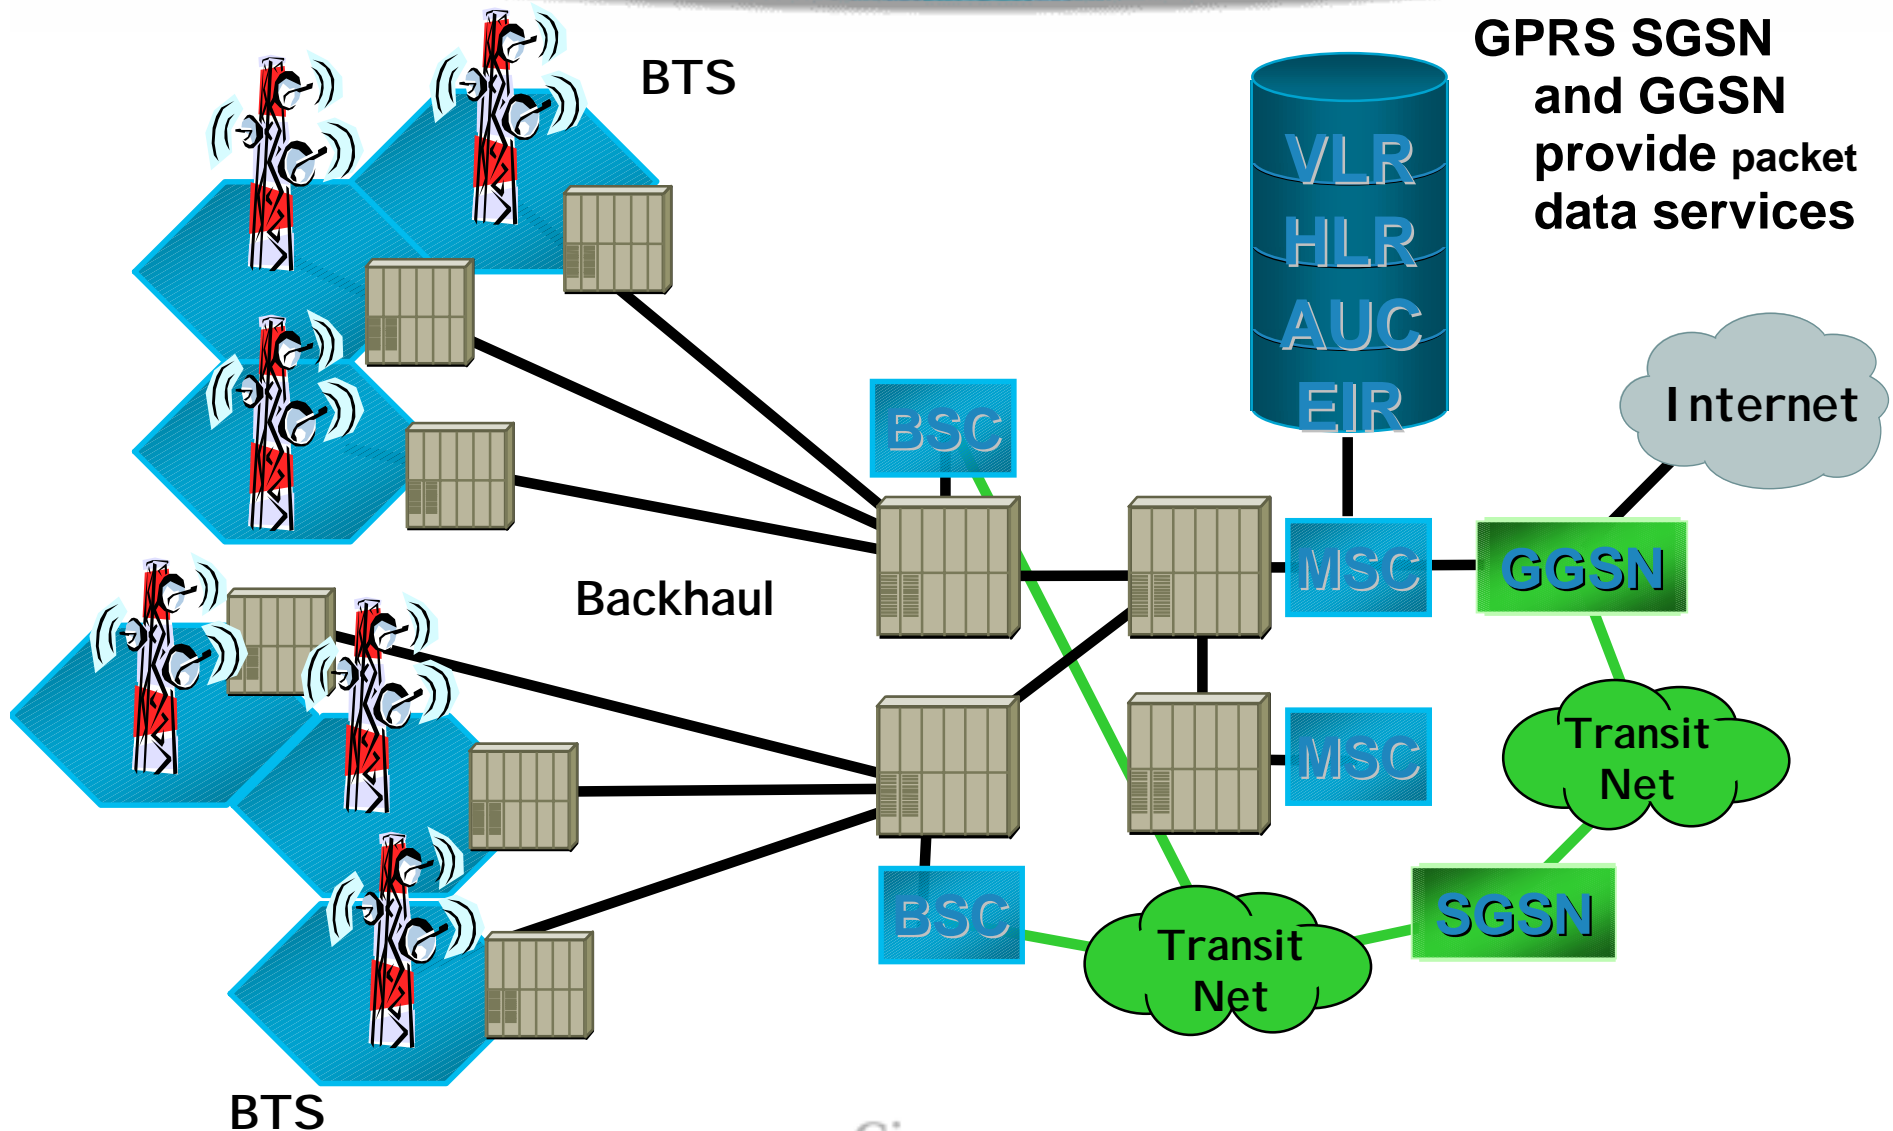 GPRS SGSN
and GGSN
provide packet
data services
BTS
VLR
HLR
AUC
EIR
Internet
BSC
MSC
GGSN
Backhaul
Transit
Net
MSC
BSC
SGSN
Transit
Net
BTS